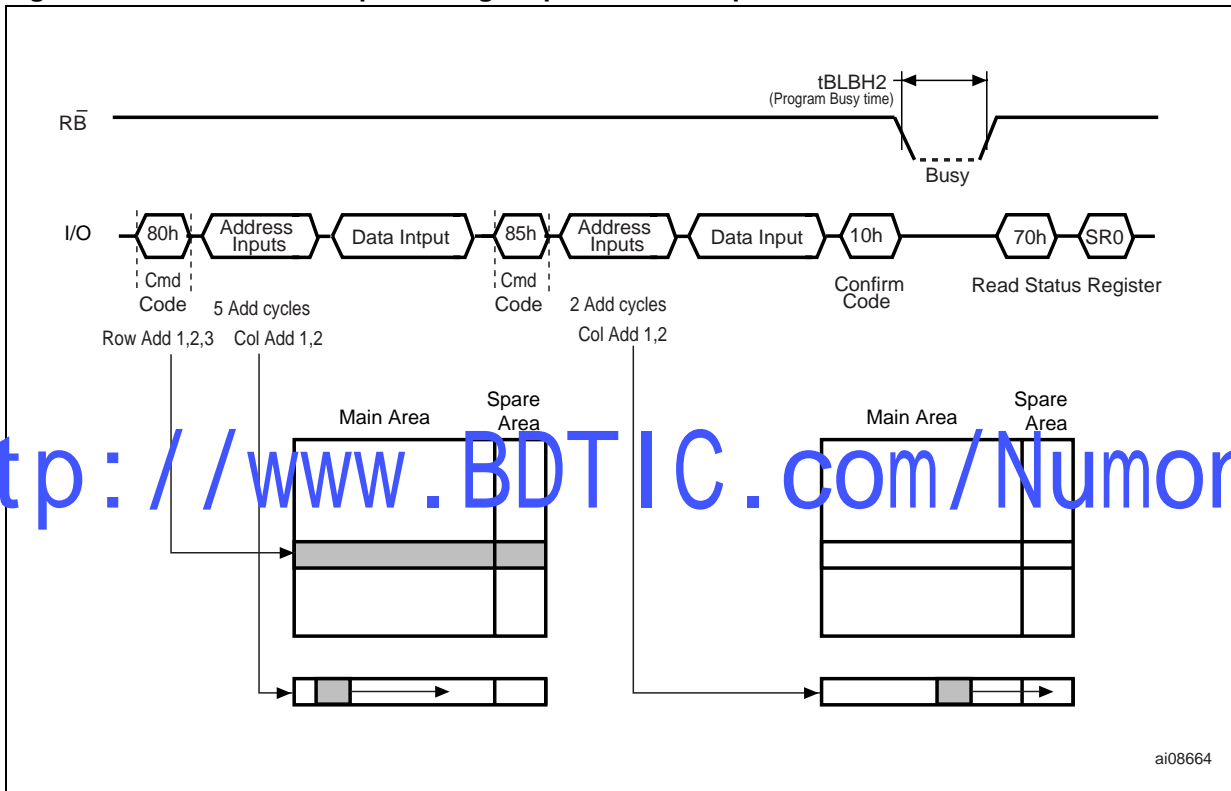 tBLBH2
(Program Busy time)
RB̅
Busy
I/O
80h
Address
Inputs
Data Intput
85h
Address
Inputs
Data Input
10h
70h
SR0
Cmd
Code
Cmd
Code
Confirm
Code
Read Status Register
5 Add cycles
2 Add cycles
Row Add 1,2,3
Col Add 1,2
Col Add 1,2
Main Area
Spare
Area
Main Area
Spare
Area
tp://www.BDTIC.com/Numon
ai08664